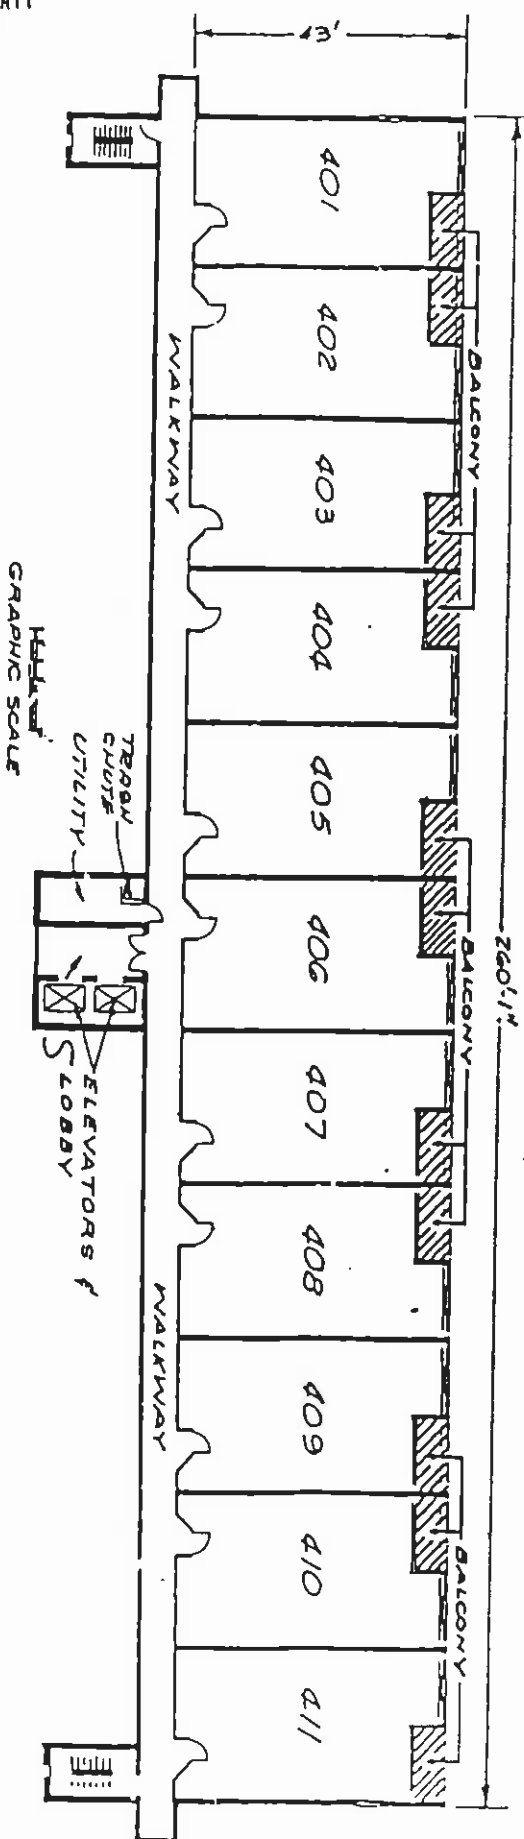 43'
260'-1"
401
402
403
404
405
406
407
408
409
410
411
BALCONY
BALCONY
BALCONY
WALKWAY
WALKWAY
TRASH
CHUTE
UTILITY
ELEVATORS &
LOBBY
GRAPHIC SCALE